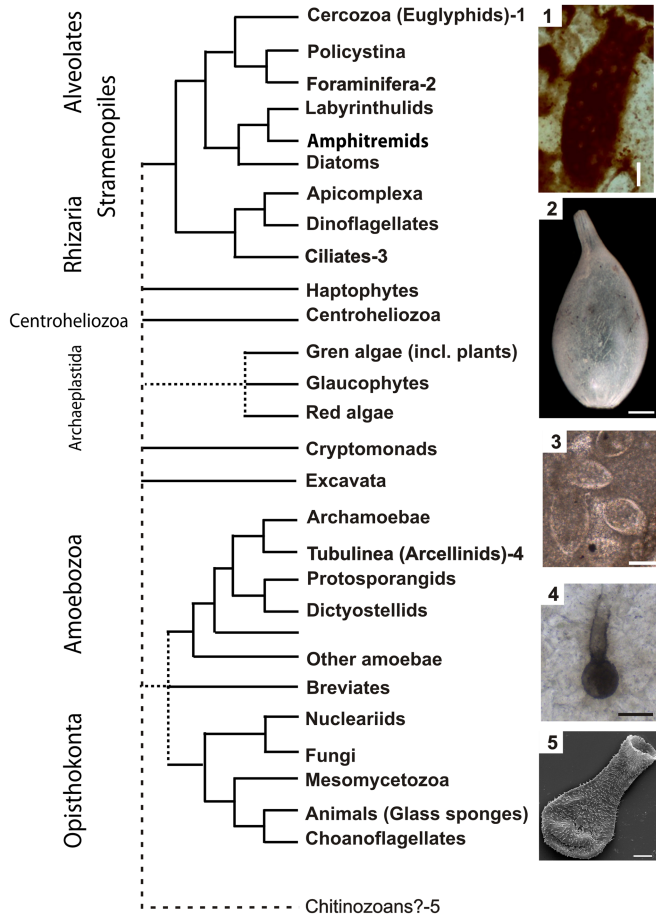 Alveolates
Stramenopiles
Rhizaria
Centroheliozoa
Archaeplastida
Amoebozoa
Opisthokonta
Cercozoa (Euglyphids)-1
Policystina
Foraminifera-2
Labyrinthulids
Amphitremids
Diatoms
Apicomplexa
Dinoflagellates
Ciliates-3
Haptophytes
Centroheliozoa
Gren algae (incl. plants)
Glaucophytes
Red algae
Cryptomonads
Excavata
Archamoebae
Tubulinea (Arcellinids)-4
Protosporangids
Dictyostellids
Other amoebae
Breviates
Nucleariids
Fungi
Mesomycetozoa
Animals (Glass sponges)
Choanoflagellates
Chitinozoans?-5
1
2
3
4
5